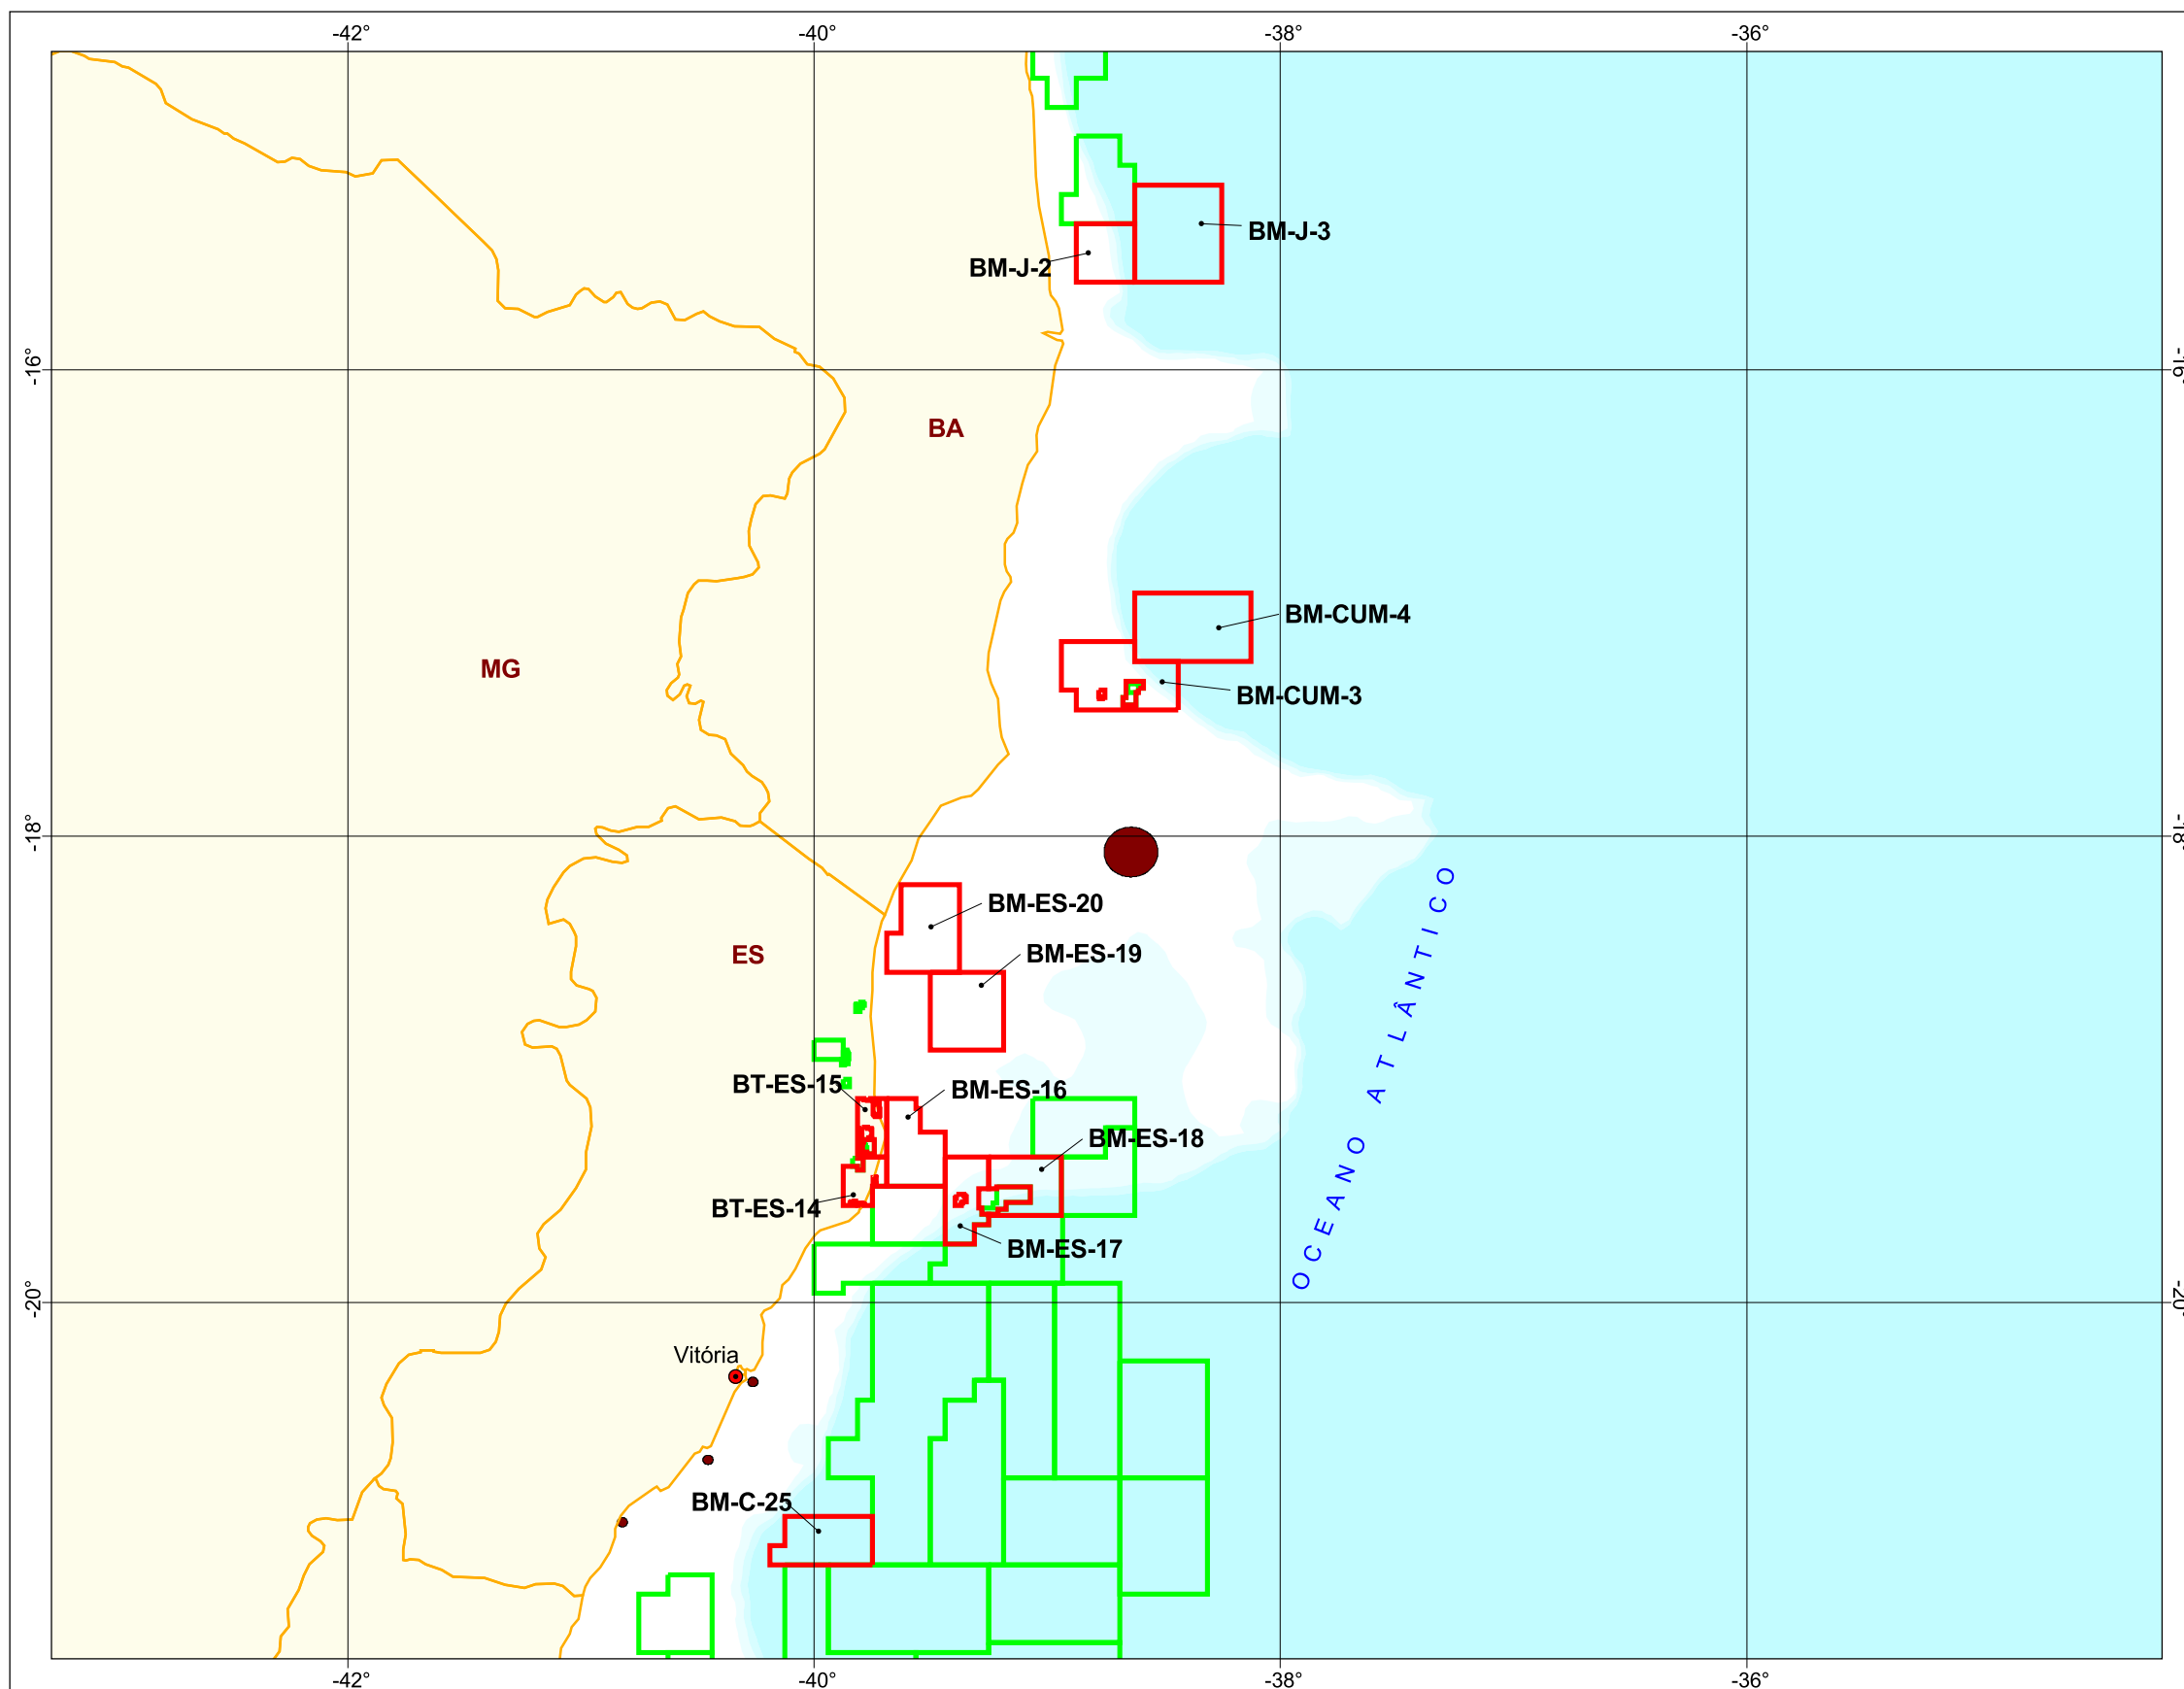 -42°
-40°
-38°
-36°
BM-J-3
BM-J-2
-16°
-16°
BA
BM-CUM-4
MG
BM-CUM-3
-18°
-18°
BM-ES-20
BM-ES-19
ES
BT-ES-15
BM-ES-16
BM-ES-18
BT-ES-14
BM-ES-17
OCEANO ATLÂNTICO
-20°
-20°
Vitória
BM-C-25
-42°
-40°
-38°
-36°